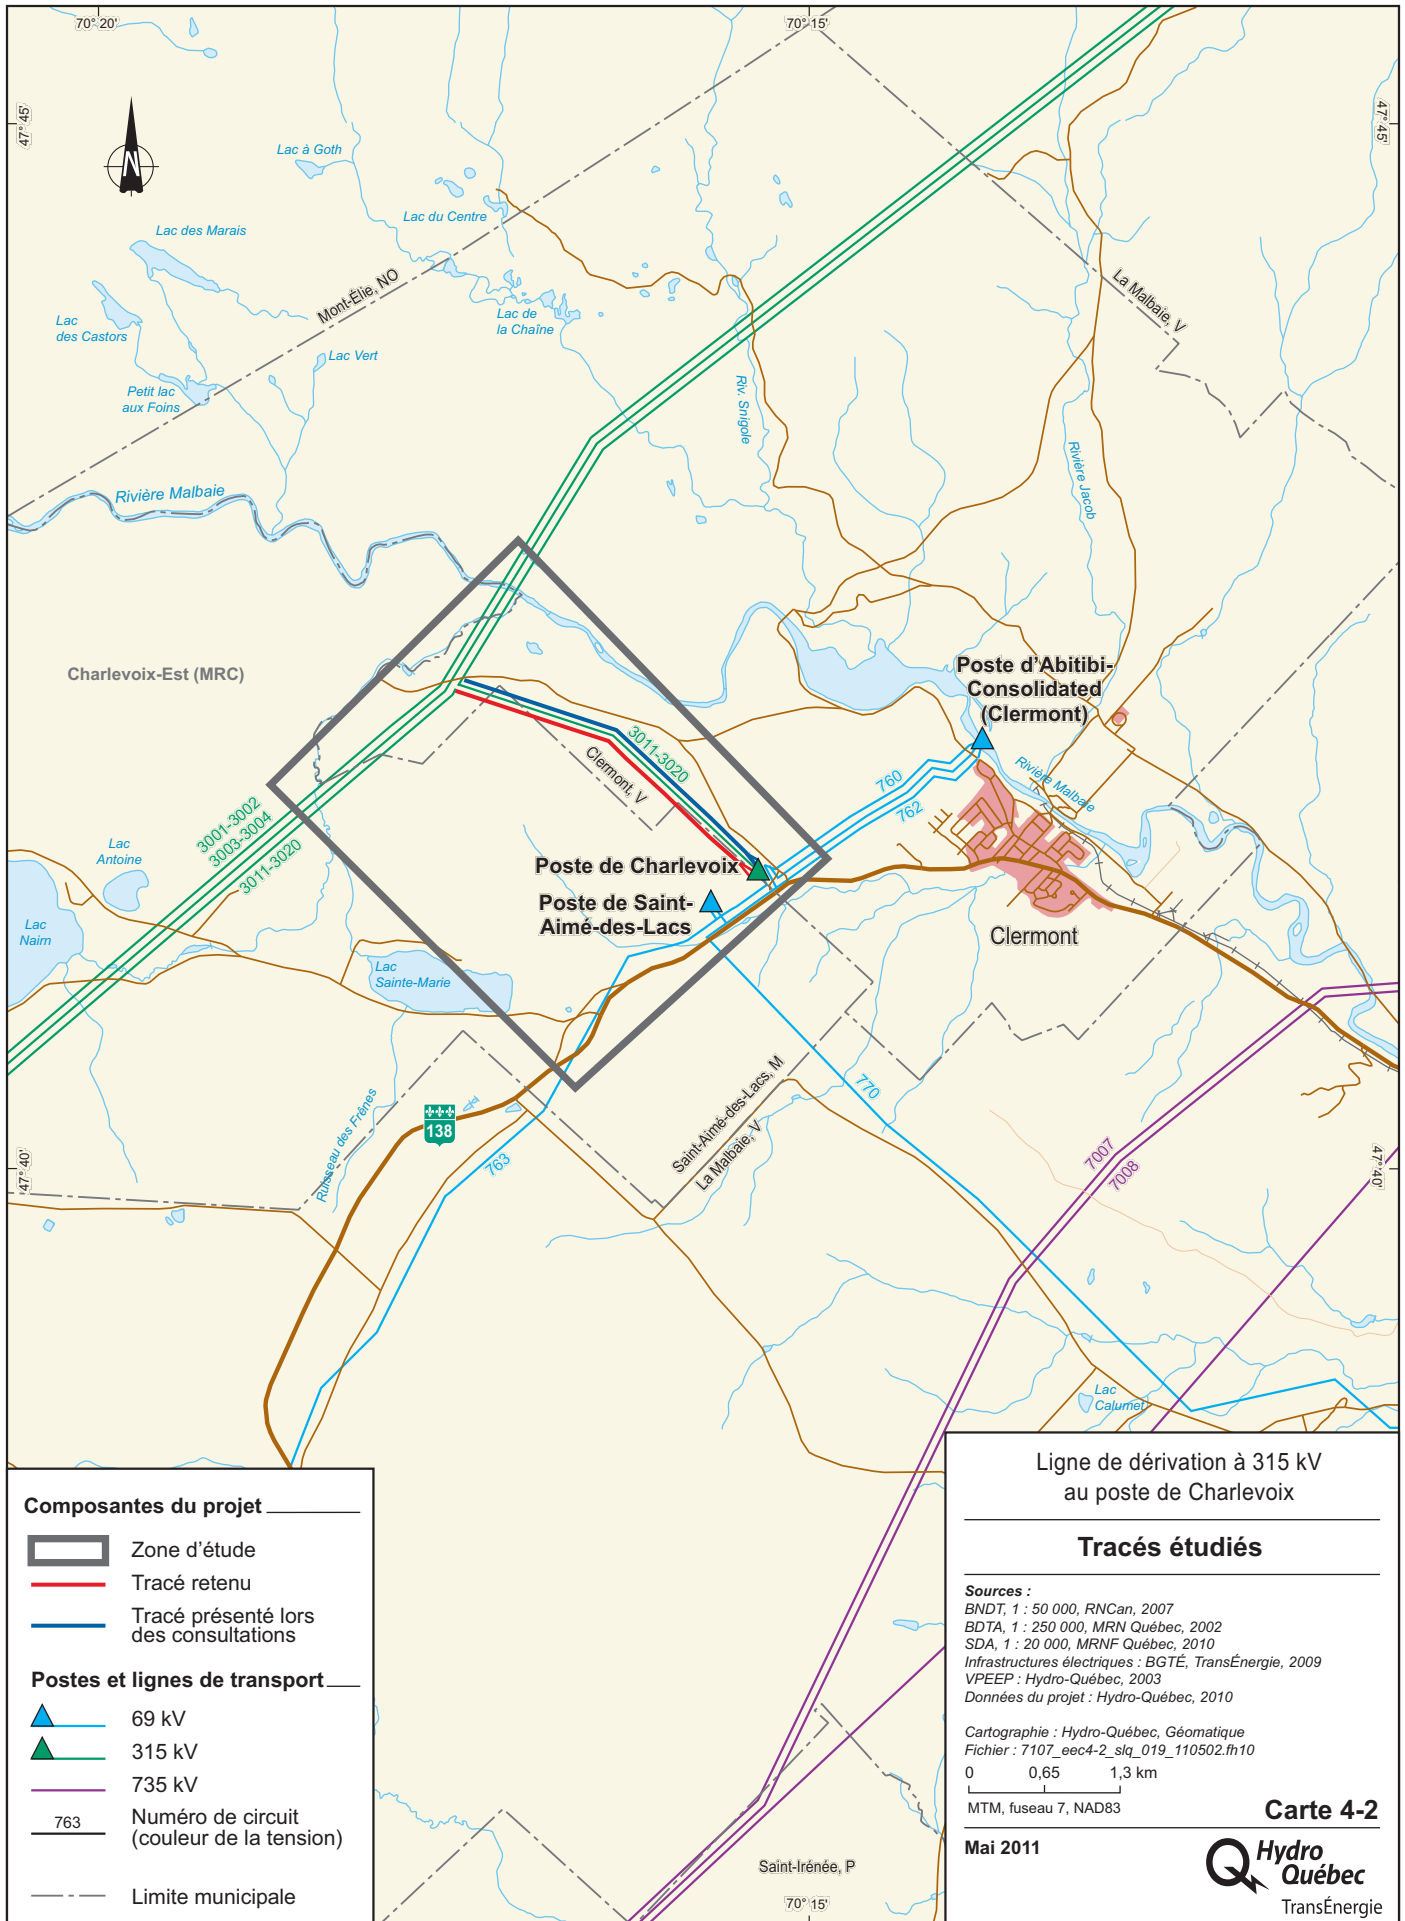 70° 20'
70° 15'
47° 45'
47° 45'
N
Lac à Goth
Lac du Centre
Lac des Marais
Mont-Élie, NO
La Malbaie, V
Lac
des Castors
Lac de
la Chaîne
Lac Vert
Petit lac
aux Foins
Riv. Snigole
Rivière Jacob
Rivière Malbaie
Charlevoix-Est (MRC)
Poste d'Abitibi-
Consolidated
(Clermont)
3011-3020
Clermont, V
760
762
Rivière Malbaie
3001-3002
3003-3004
3011-3020
Lac
Antoine
Poste de Charlevoix
Poste de Saint-
Aimé-des-Lacs
Lac
Nairn
Clermont
Lac
Sainte-Marie
770
Saint-Aimé-des-Lacs, M
La Malbaie, V
138
Ruisseau des Frênes
763
7007
7008
47° 40'
47° 40'
Lac
Calumet
Saint-Irénée, P
70° 15'
Composantes du projet
Zone d'étude
Tracé retenu
Tracé présenté lors
des consultations
Postes et lignes de transport
69 kV
315 kV
735 kV
763
Numéro de circuit
(couleur de la tension)
Limite municipale
Ligne de dérivation à 315 kV
au poste de Charlevoix
Tracés étudiés
Sources :
BNDT, 1 : 50 000, RNCan, 2007
BDTA, 1 : 250 000, MRN Québec, 2002
SDA, 1 : 20 000, MRNF Québec, 2010
Infrastructures électriques : BGTÉ, TransÉnergie, 2009
VPEEP : Hydro-Québec, 2003
Données du projet : Hydro-Québec, 2010
Cartographie : Hydro-Québec, Géomatique
Fichier : 7107_eec4-2_slq_019_110502.fh10
0 0,65 1,3 km
MTM, fuseau 7, NAD83
Carte 4-2
Mai 2011
Hydro
Québec
TransÉnergie